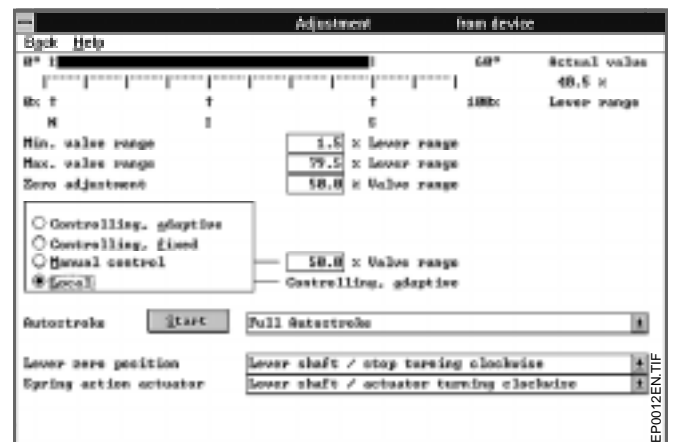 Adjustment from device
Back Help
0° 60° Actual value
40.5 %
0% 100% Lever range
N I S
Min. value range 1.5 % Lever range
Max. value range 79.5 % Lever range
Zero adjustment 50.0 % Valve range
Controlling, adaptive
Controlling, fixed
Manual control 50.0 % Valve range
Local Controlling, adaptive
Autostroke Start Full Autostroke
Lever zero position Lever shaft / stop turning clockwise
Spring action actuator Lever shaft / actuator turning clockwise
EP0012EN.TIF